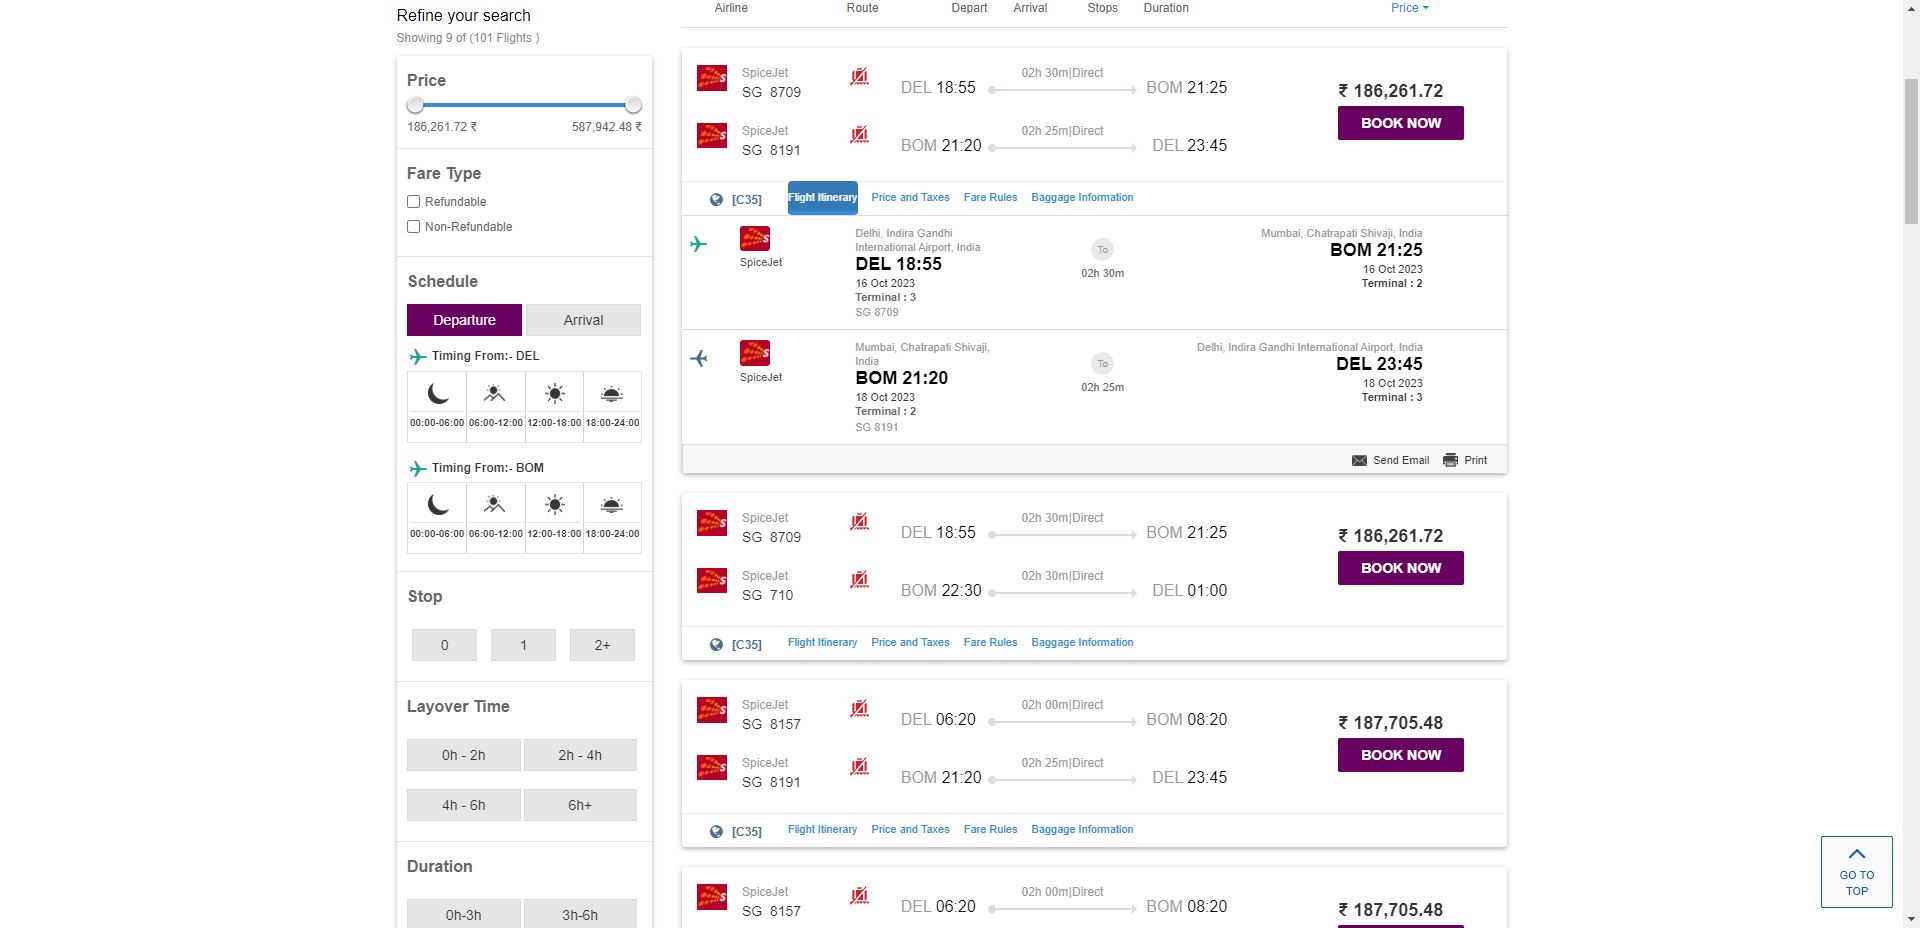 Refine your search
Showing 9 of (101 Flights )
Price
186,261.72 ₹ 587,942.48 ₹
Fare Type
Refundable
Non-Refundable
Schedule
Departure Arrival
Timing From:- DEL
00:00-06:00 06:00-12:00 12:00-18:00 18:00-24:00
Timing From:- BOM
00:00-06:00 06:00-12:00 12:00-18:00 18:00-24:00
Stop
0 1 2+
Layover Time
0h - 2h 2h - 4h
4h - 6h 6h+
Duration
0h-3h 3h-6h
Airline Route Depart Arrival Stops Duration Price
SpiceJet
SG 8709
DEL 18:55
02h 30m|Direct
BOM 21:25
SpiceJet
SG 8191
BOM 21:20
02h 25m|Direct
DEL 23:45
₹ 186,261.72
BOOK NOW
[C35] Flight Itinerary Price and Taxes Fare Rules Baggage Information
SpiceJet
Delhi, Indira Gandhi
International Airport, India
DEL 18:55
16 Oct 2023
Terminal : 3
SG 8709
To
02h 30m
Mumbai, Chatrapati Shivaji, India
BOM 21:25
16 Oct 2023
Terminal : 2
SpiceJet
Mumbai, Chatrapati Shivaji,
India
BOM 21:20
18 Oct 2023
Terminal : 2
SG 8191
To
02h 25m
Delhi, Indira Gandhi International Airport, India
DEL 23:45
18 Oct 2023
Terminal : 3
Send Email Print
SpiceJet
SG 8709
DEL 18:55
02h 30m|Direct
BOM 21:25
SpiceJet
SG 710
BOM 22:30
02h 30m|Direct
DEL 01:00
₹ 186,261.72
BOOK NOW
[C35] Flight Itinerary Price and Taxes Fare Rules Baggage Information
SpiceJet
SG 8157
DEL 06:20
02h 00m|Direct
BOM 08:20
SpiceJet
SG 8191
BOM 21:20
02h 25m|Direct
DEL 23:45
₹ 187,705.48
BOOK NOW
[C35] Flight Itinerary Price and Taxes Fare Rules Baggage Information
SpiceJet
SG 8157
DEL 06:20
02h 00m|Direct
BOM 08:20
₹ 187,705.48
GO TO
TOP